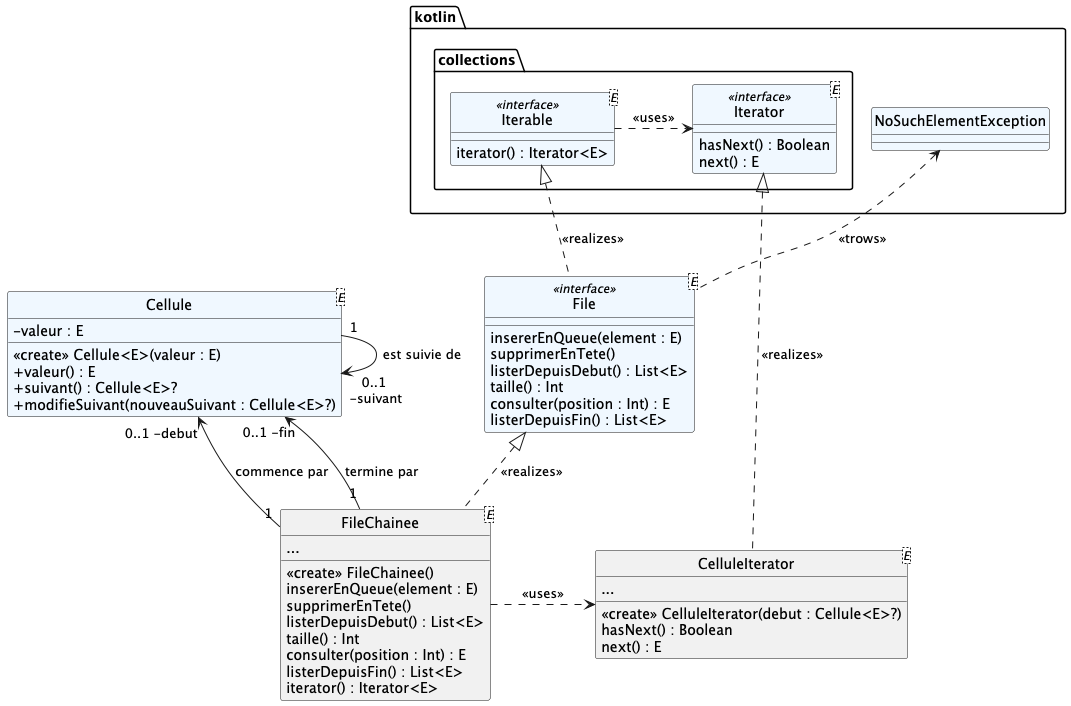 kotlin
collections
«interface»
Iterable
E
iterator() : Iterator<E>
«uses»
«interface»
Iterator
E
hasNext() : Boolean
next() : E
NoSuchElementException
«realizes»
«trows»
«realizes»
Cellule
E
-valeur : E
«create» Cellule<E>(valeur : E)
+valeur() : E
+suivant() : Cellule<E>?
+modifieSuivant(nouveauSuivant : Cellule<E>?)
1
est suivie de
0..1
-suivant
«interface»
File
E
insererEnQueue(element : E)
supprimerEnTete()
listerDepuisDebut() : List<E>
taille() : Int
consulter(position : Int) : E
listerDepuisFin() : List<E>
0..1 -debut
0..1 -fin
commence par
termine par
«realizes»
1
1
FileChainee
E
...
«create» FileChainee()
insererEnQueue(element : E)
supprimerEnTete()
listerDepuisDebut() : List<E>
taille() : Int
consulter(position : Int) : E
listerDepuisFin() : List<E>
iterator() : Iterator<E>
«uses»
CelluleIterator
E
...
«create» CelluleIterator(debut : Cellule<E>?)
hasNext() : Boolean
next() : E